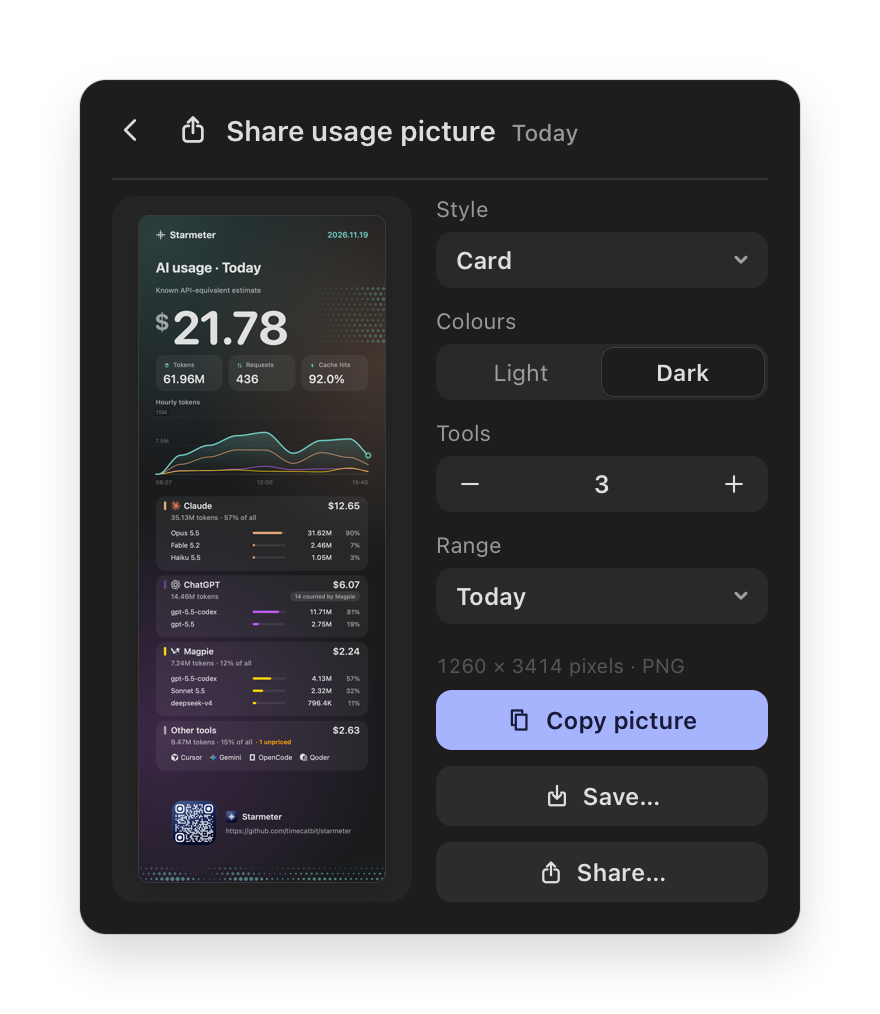 Share usage picture Today
Starmeter 2026.11.19
AI usage · Today
Known API-equivalent estimate
$21.78
Tokens Requests Cache hits
61.96M 436 92.0%
Hourly tokens
15M
7.5M
08:07 12:00 15:40
Claude $12.65
35.13M tokens · 57% of all
Opus 5.5 31.62M 90%
Fable 5.2 2.46M 7%
Haiku 5.5 1.05M 3%
ChatGPT $6.07
14.46M tokens 14 counted by Magpie
gpt-5.5-codex 11.71M 81%
gpt-5.5 2.75M 19%
Magpie $2.24
7.24M tokens · 12% of all
gpt-5.5-codex 4.13M 57%
Sonnet 5.5 2.32M 32%
deepseek-v4 796.4K 11%
Other tools $2.63
9.47M tokens · 15% of all · 1 unpriced
Cursor Gemini OpenCode Qoder
Starmeter
https://github.com/timecatbit/starmeter
Style
Card
Colours
Light Dark
Tools
− 3 +
Range
Today
1260 × 3414 pixels · PNG
Copy picture
Save...
Share...